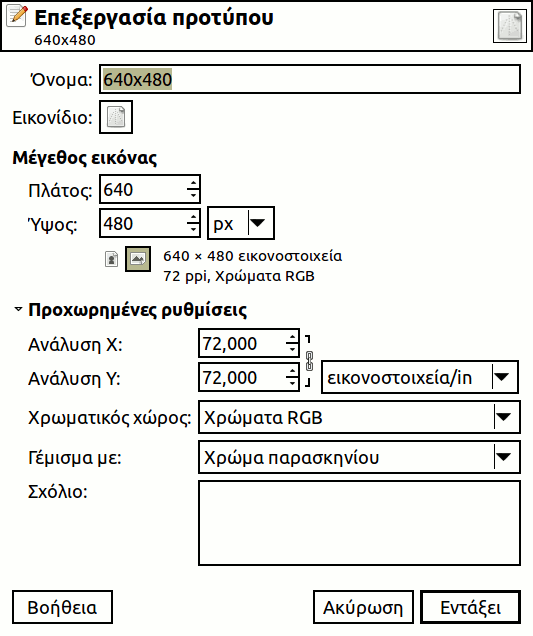 Επεξεργασία προτύπου
640x480
Όνομα: 640x480
Εικονίδιο:
Μέγεθος εικόνας
Πλάτος: 640
Ύψος: 480 px
640 × 480 εικονοστοιχεία
72 ppi, Χρώματα RGB
Προχωρημένες ρυθμίσεις
Ανάλυση X: 72,000
Ανάλυση Y: 72,000 εικονοστοιχεία/in
Χρωματικός χώρος: Χρώματα RGB
Γέμισμα με: Χρώμα παρασκηνίου
Σχόλιο:
Βοήθεια Ακύρωση Εντάξει